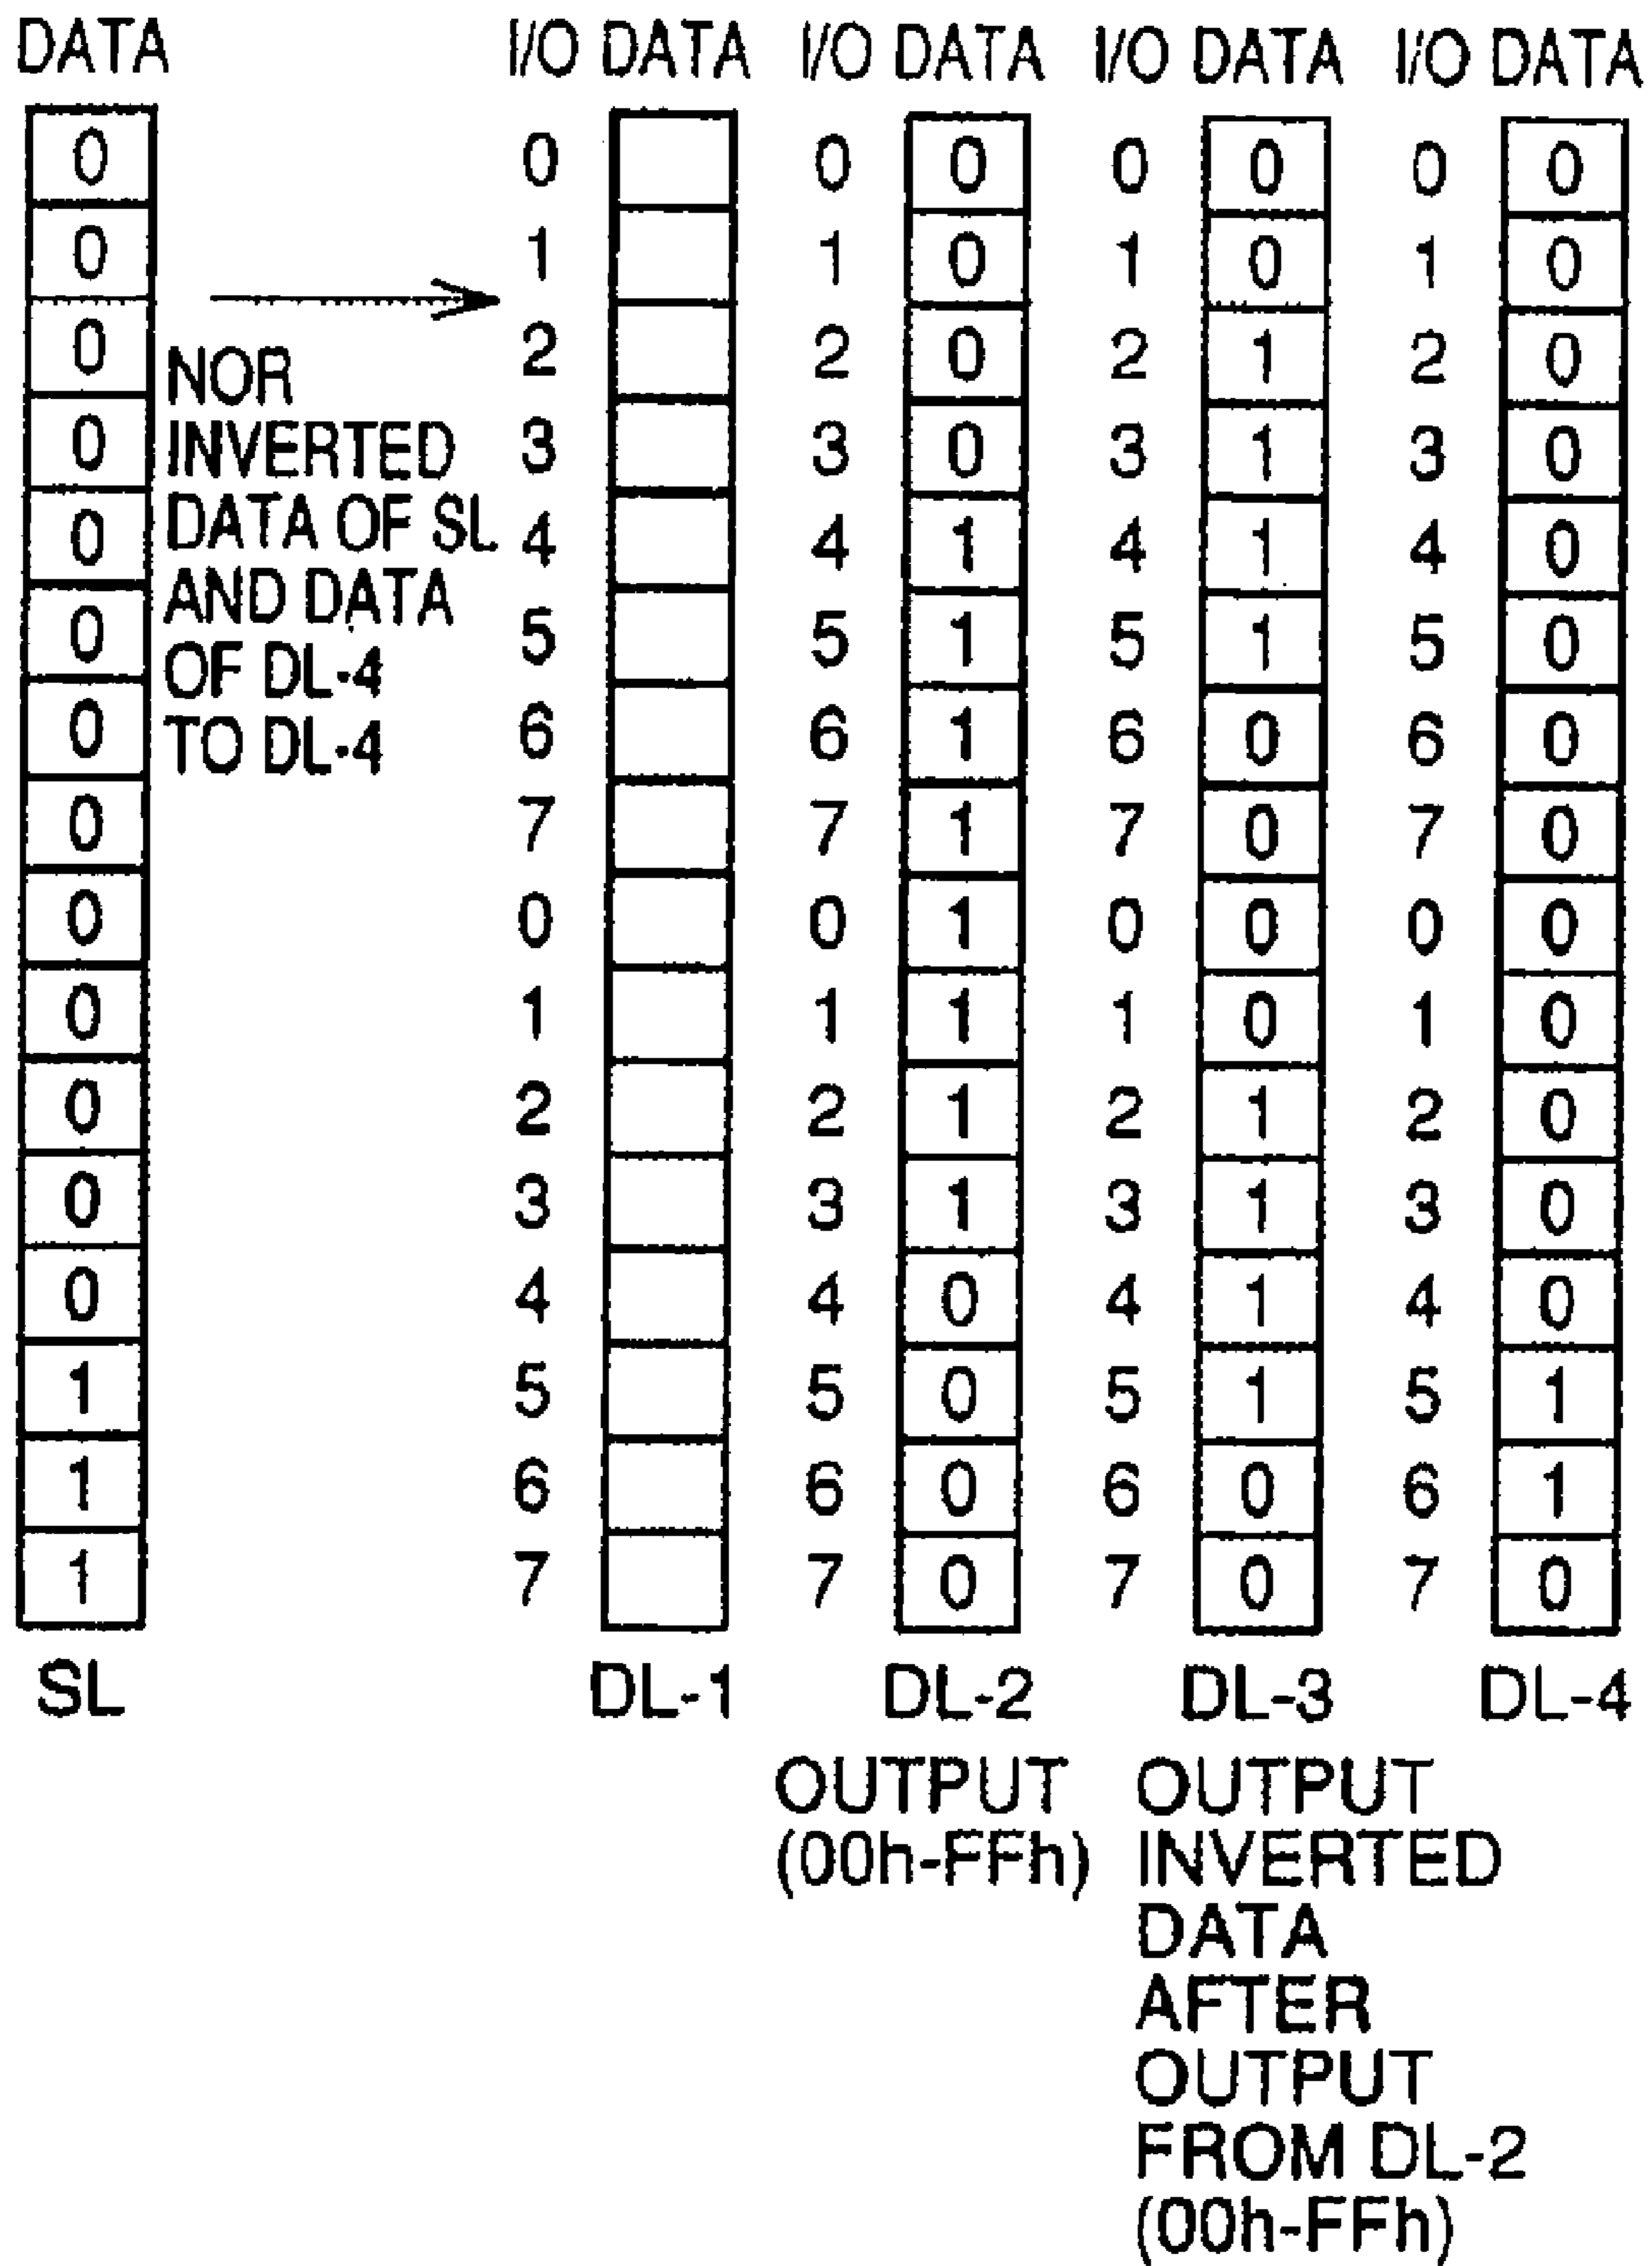 DATA I/O DATA I/O DATA I/O DATA I/O DATA
0 0 0 0 0 0 0 0
0 1 1 0 1 0 1 0
0 2 2 0 2 1 2 0
0 3 3 0 3 1 3 0
0 4 4 1 4 1 4 0
0 5 5 1 5 1 5 0
0 6 6 1 6 0 6 0
0 7 7 1 7 0 7 0
0 0 0 1 0 0 0 0
0 1 1 1 1 0 1 0
0 2 2 1 2 1 2 0
0 3 3 1 3 1 3 0
0 4 4 0 4 1 4 0
1 5 5 0 5 1 5 1
1 6 6 0 6 0 6 1
1 7 7 0 7 0 7 0
NOR
INVERTED
DATA OF SL
AND DATA
OF DL-4
TO DL-4
SL DL-1 DL-2 DL-3 DL-4
OUTPUT
(00h-FFh)
OUTPUT
INVERTED
DATA
AFTER
OUTPUT
FROM DL-2
(00h-FFh)